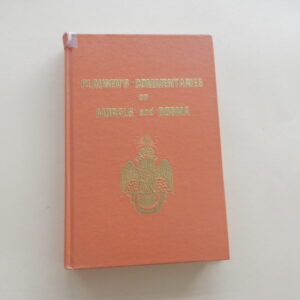 CLAUSEN'S COMMENTARIES
ON
MORALS and DOGMA